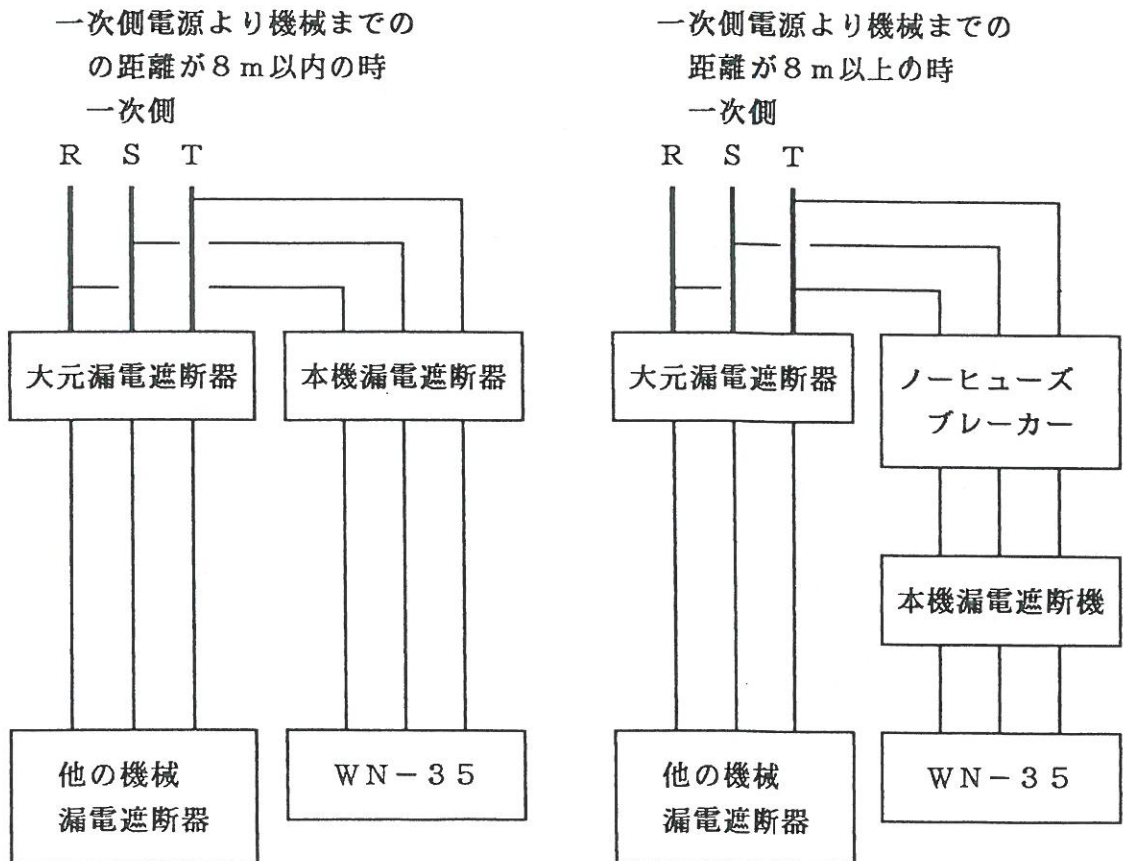 一次側電源より機械までの
の距離が８ｍ以内の時
一次側
Ｒ Ｓ Ｔ
大元漏電遮断器
本機漏電遮断器
他の機械
漏電遮断器
ＷＮ－３５
一次側電源より機械までの
距離が８ｍ以上の時
一次側
Ｒ Ｓ Ｔ
大元漏電遮断器
ノーヒューズ
ブレーカー
本機漏電遮断機
他の機械
漏電遮断器
ＷＮ－３５